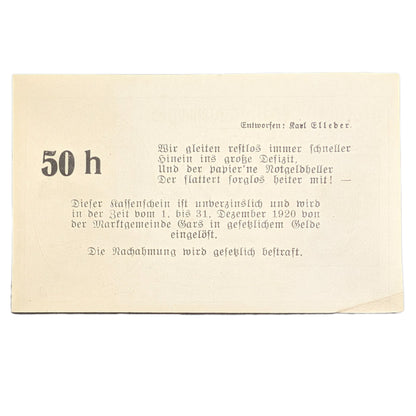 Entworfen: Karl Elleder.
Wir gleiten restlos immer schneller
Hinein ins große Defizit,
Und der papier'ne Notgeldheller
Der flattert sorglos heiter mit! —
50 h
Dieser Kassenschein ist unverzinslich und wird
in der Zeit vom 1. bis 31. Dezember 1920 von
der Marktgemeinde Gars in gesetzlichem Gelde
eingelöst.
Die Nachahmung wird gesetzlich bestraft.